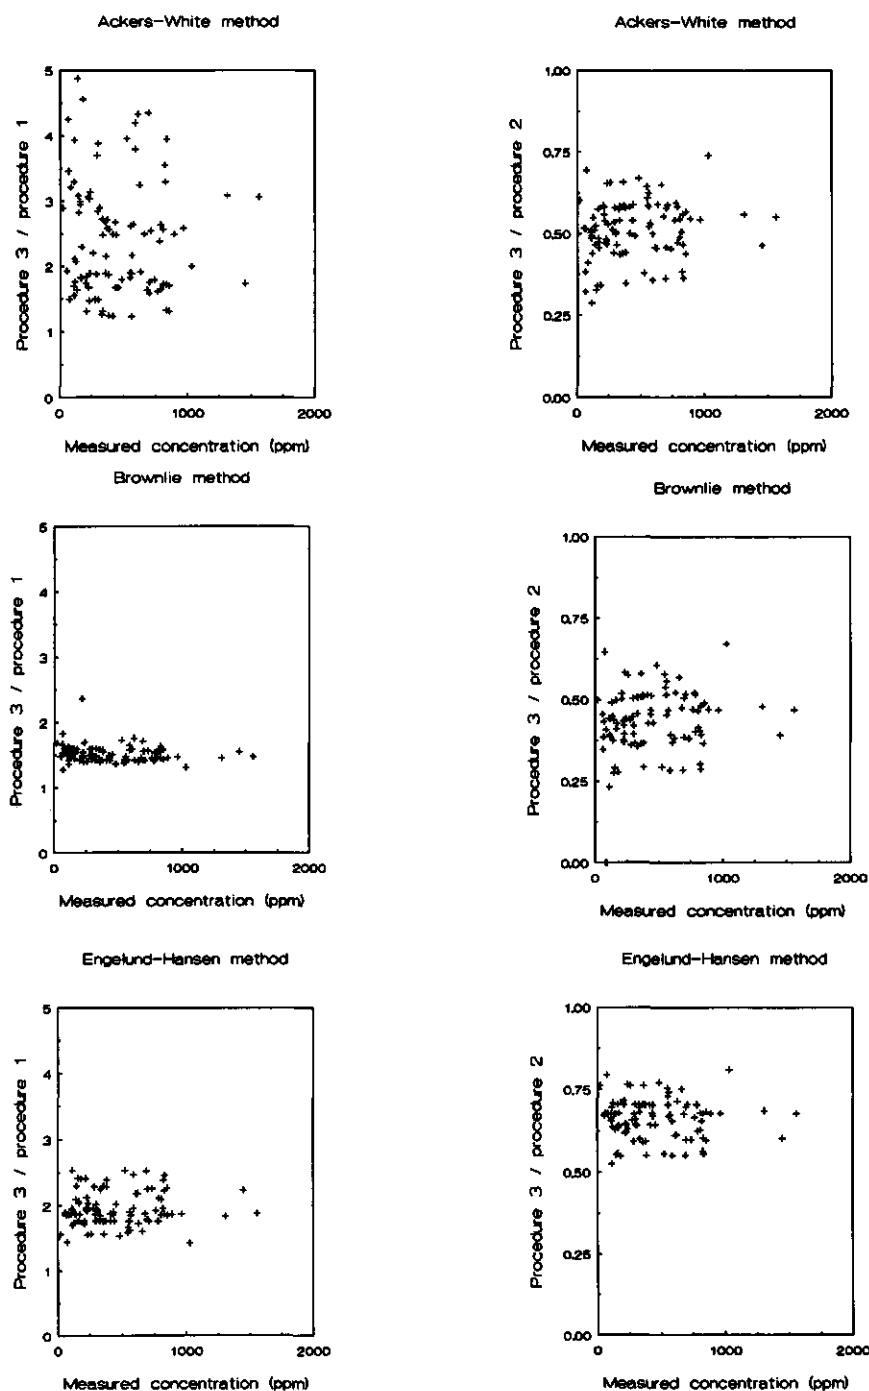 Ackers-White method
Procedure 3 / procedure 1
5
4
3
2
1
0
0
1000
2000
Measured concentration (ppm)
Ackers-White method
Procedure 3 / procedure 2
1.00
0.75
0.50
0.25
0.00
0
1000
2000
Measured concentration (ppm)
Brownlie method
Procedure 3 / procedure 1
5
4
3
2
1
0
0
1000
2000
Measured concentration (ppm)
Brownlie method
Procedure 3 / procedure 2
1.00
0.75
0.50
0.25
0.00
0
1000
2000
Measured concentration (ppm)
Engelund-Hansen method
Procedure 3 / procedure 1
5
4
3
2
1
0
0
1000
2000
Measured concentration (ppm)
Engelund-Hansen method
Procedure 3 / procedure 2
1.00
0.75
0.50
0.25
0.00
0
1000
2000
Measured concentration (ppm)